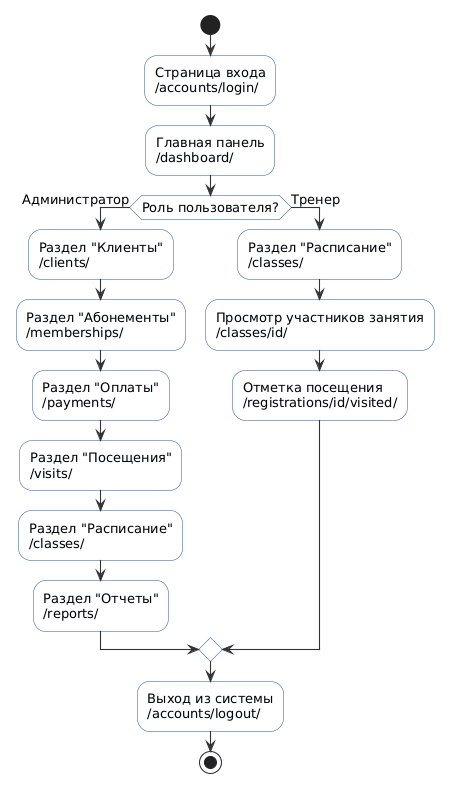 Страница входа
/accounts/login/
Главная панель
/dashboard/
Администратор
Роль пользователя?
Тренер
Раздел "Клиенты"
/clients/
Раздел "Абонементы"
/memberships/
Раздел "Оплаты"
/payments/
Раздел "Посещения"
/visits/
Раздел "Расписание"
/classes/
Раздел "Отчеты"
/reports/
Раздел "Расписание"
/classes/
Просмотр участников занятия
/classes/id/
Отметка посещения
/registrations/id/visited/
Выход из системы
/accounts/logout/